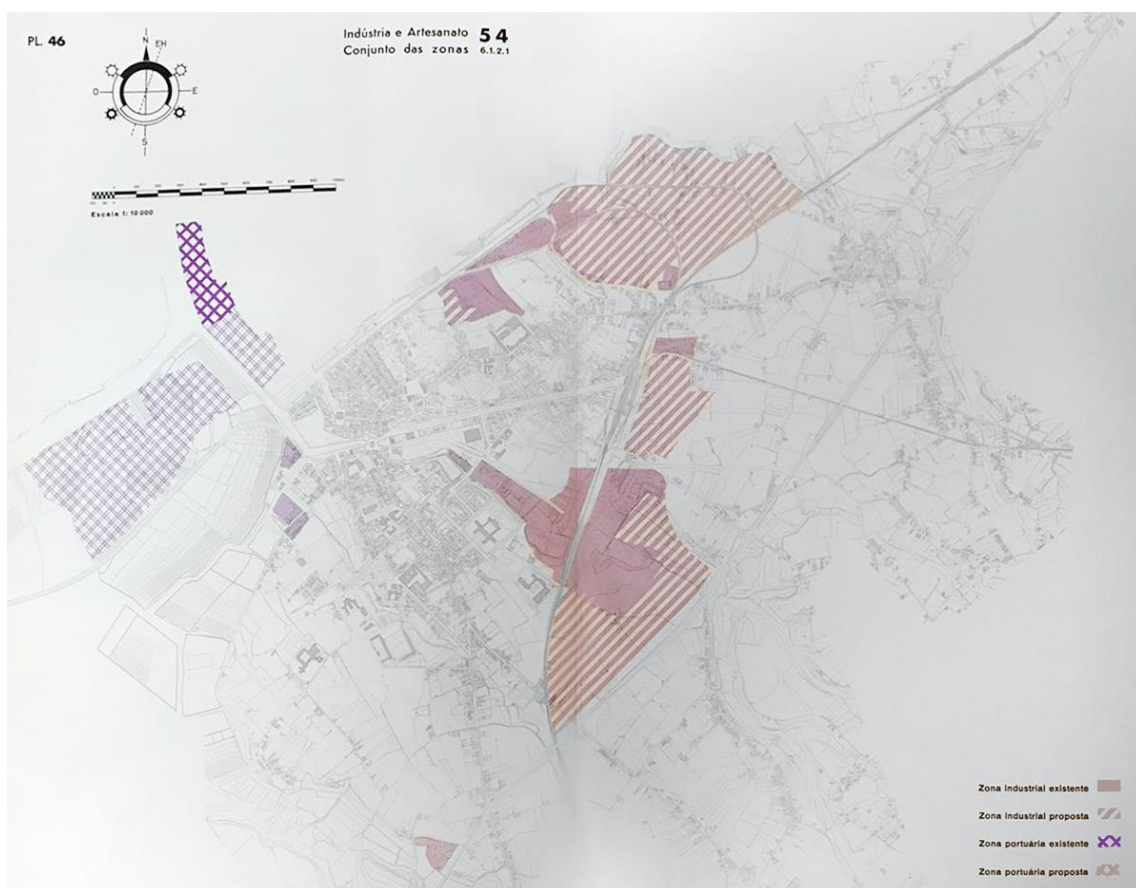 PL. 46
Indústria e Artesanato 54
Conjunto das zonas 6.1.2.1
N
EH
O
E
S
Escala 1: 10 000
Zona industrial existente
Zona industrial proposta
Zona portuária existente
Zona portuária proposta